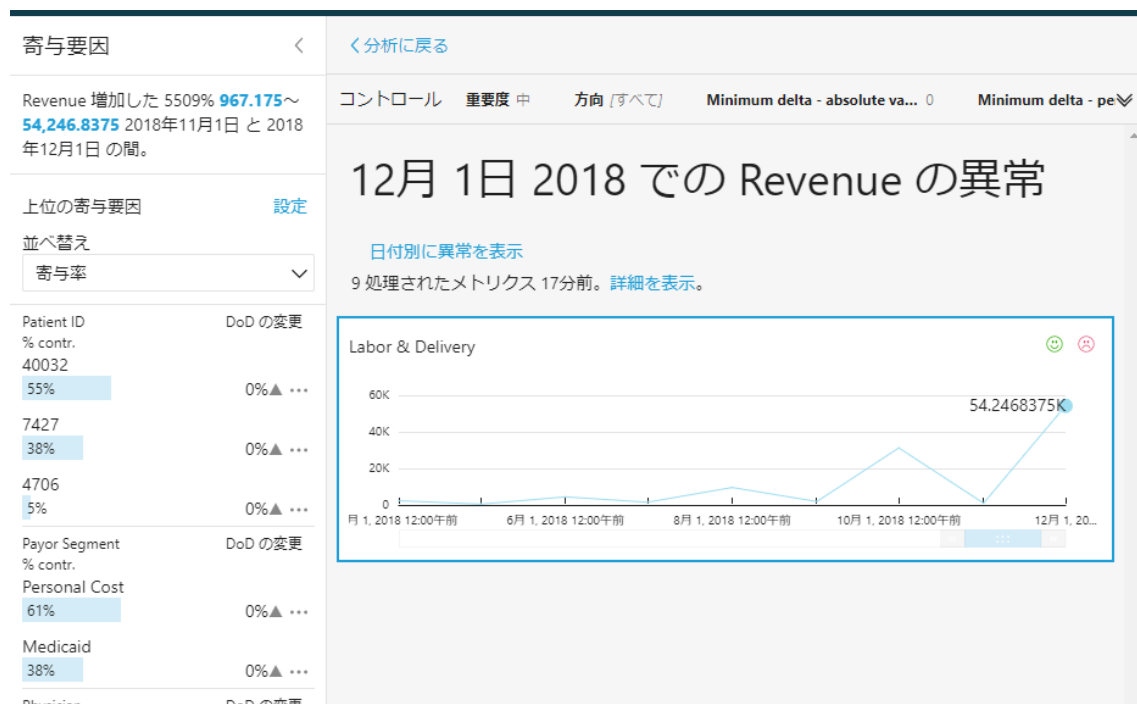 寄与要因
Revenue 増加した 5509% 967.175～
54,246.8375 2018年11月1日 と 2018
年12月1日 の間。
上位の寄与要因 設定
並べ替え
寄与率
Patient ID DoD の変更
% contr.
40032
55% 0%▲ •••
7427
38% 0%▲ •••
4706
5% 0%▲ •••
Payor Segment DoD の変更
% contr.
Personal Cost
61% 0%▲ •••
Medicaid
38% 0%▲ •••
DoD の変更
分析に戻る
コントロール 重要度 中 方向 [すべて] Minimum delta - absolute va... 0 Minimum delta - pe
12月 1日 2018 での Revenue の異常
日付別に異常を表示
9 処理されたメトリクス 17分前。詳細を表示。
Labor & Delivery
60K
54.2468375K
40K
20K
0
月 1, 2018 12:00午前 6月 1, 2018 12:00午前 8月 1, 2018 12:00午前 10月 1, 2018 12:00午前 12月 1, 20...